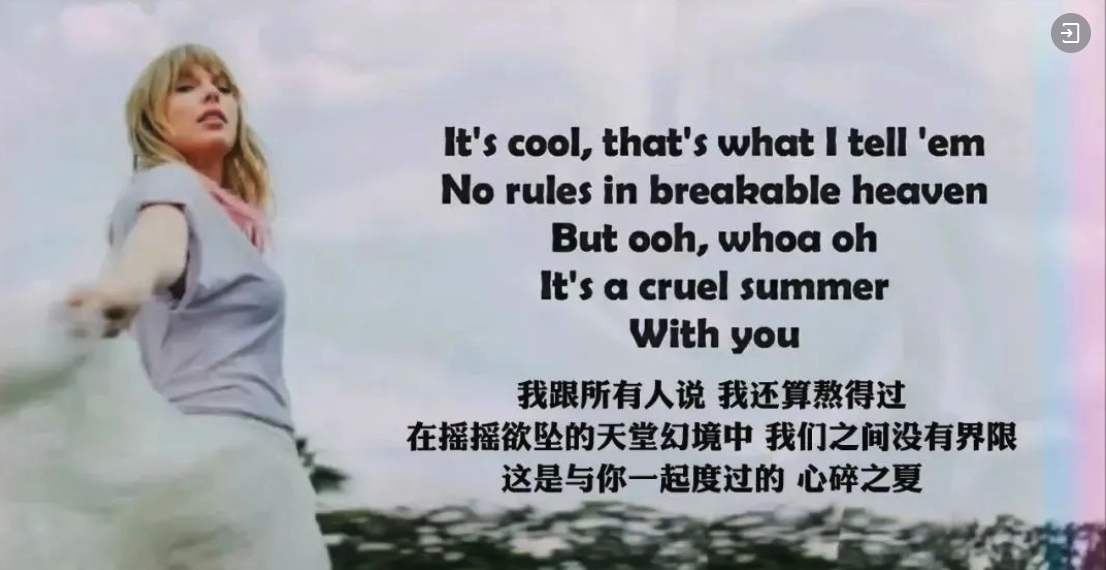 It's cool, that's what I tell 'em
No rules in breakable heaven
But ooh, whoa oh
It's a cruel summer
With you
我跟所有人说 我还算熬得过
在摇摇欲坠的天堂幻境中 我们之间没有界限
这是与你一起度过的 心碎之夏